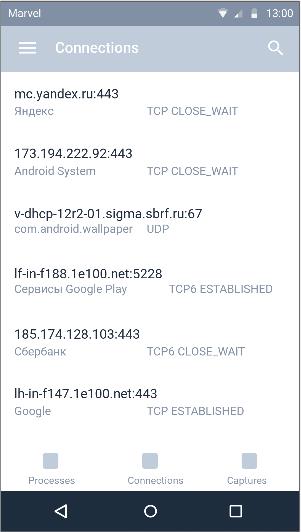 Marvel 13:00
Connections
mc.yandex.ru:443
Яндекс TCP CLOSE_WAIT
173.194.222.92:443
Android System TCP CLOSE_WAIT
v-dhcp-12r2-01.sigma.sbrf.ru:67
com.android.wallpaper UDP
lf-in-f188.1e100.net:5228
Сервисы Google Play TCP6 ESTABLISHED
185.174.128.103:443
Сбербанк TCP6 CLOSE_WAIT
lh-in-f147.1e100.net:443
Google TCP ESTABLISHED
Processes Connections Captures